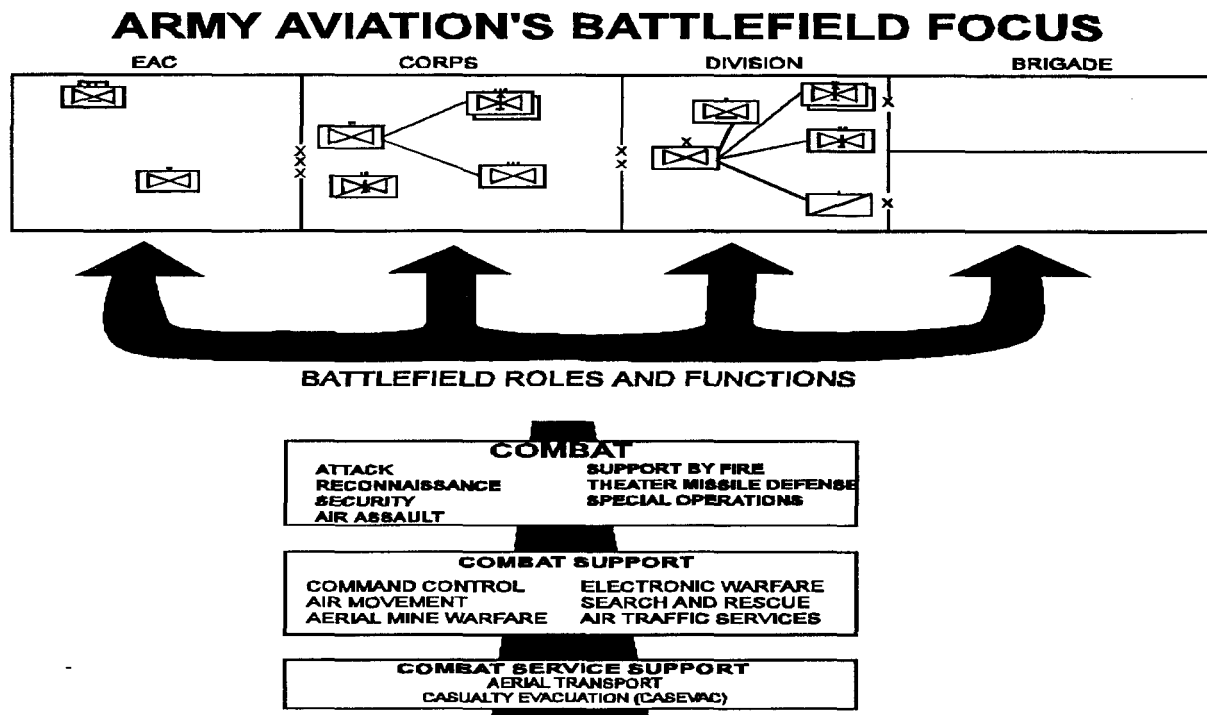 ARMY AVIATION'S BATTLEFIELD FOCUS
EAC CORPS DIVISION BRIGADE
BATTLEFIELD ROLES AND FUNCTIONS
COMBAT
ATTACK SUPPORT BY FIRE
RECONNAISSANCE THEATER MISSILE DEFENSE
SECURITY SPECIAL OPERATIONS
AIR ASSAULT
COMBAT SUPPORT
COMMAND CONTROL ELECTRONIC WARFARE
AIR MOVEMENT SEARCH AND RESCUE
AERIAL MINE WARFARE AIR TRAFFIC SERVICES
COMBAT SERVICE SUPPORT
AERIAL TRANSPORT
CASUALTY EVACUATION (CASEVAC)